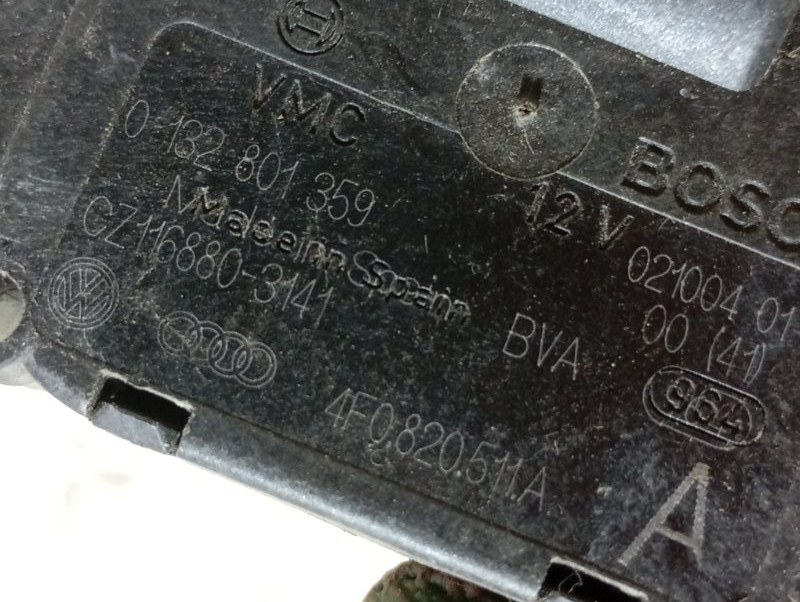 VMC
BOSC
0 132 801 359
12 V
Made in Spain
CZ116880-3141
021004 01
BVA
00 (41)
4F0.820.511.A
A